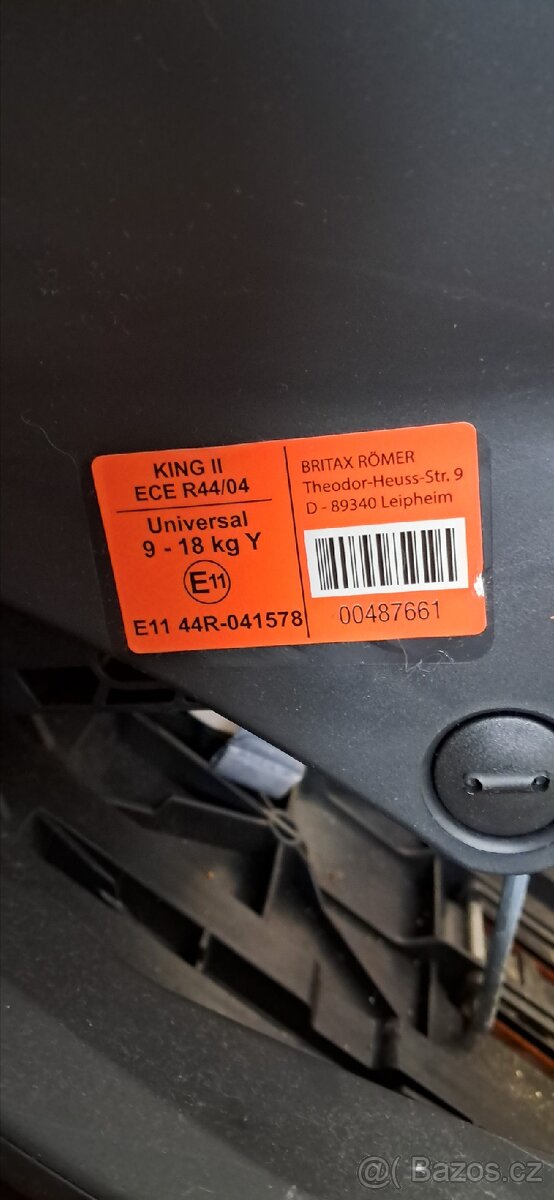 KING II
ECE R44/04
Universal
9 - 18 kg Y
E11
E11 44R-041578
BRITAX RÖMER
Theodor-Heuss-Str. 9
D - 89340 Leipheim
00487661
@ Bazos.cz